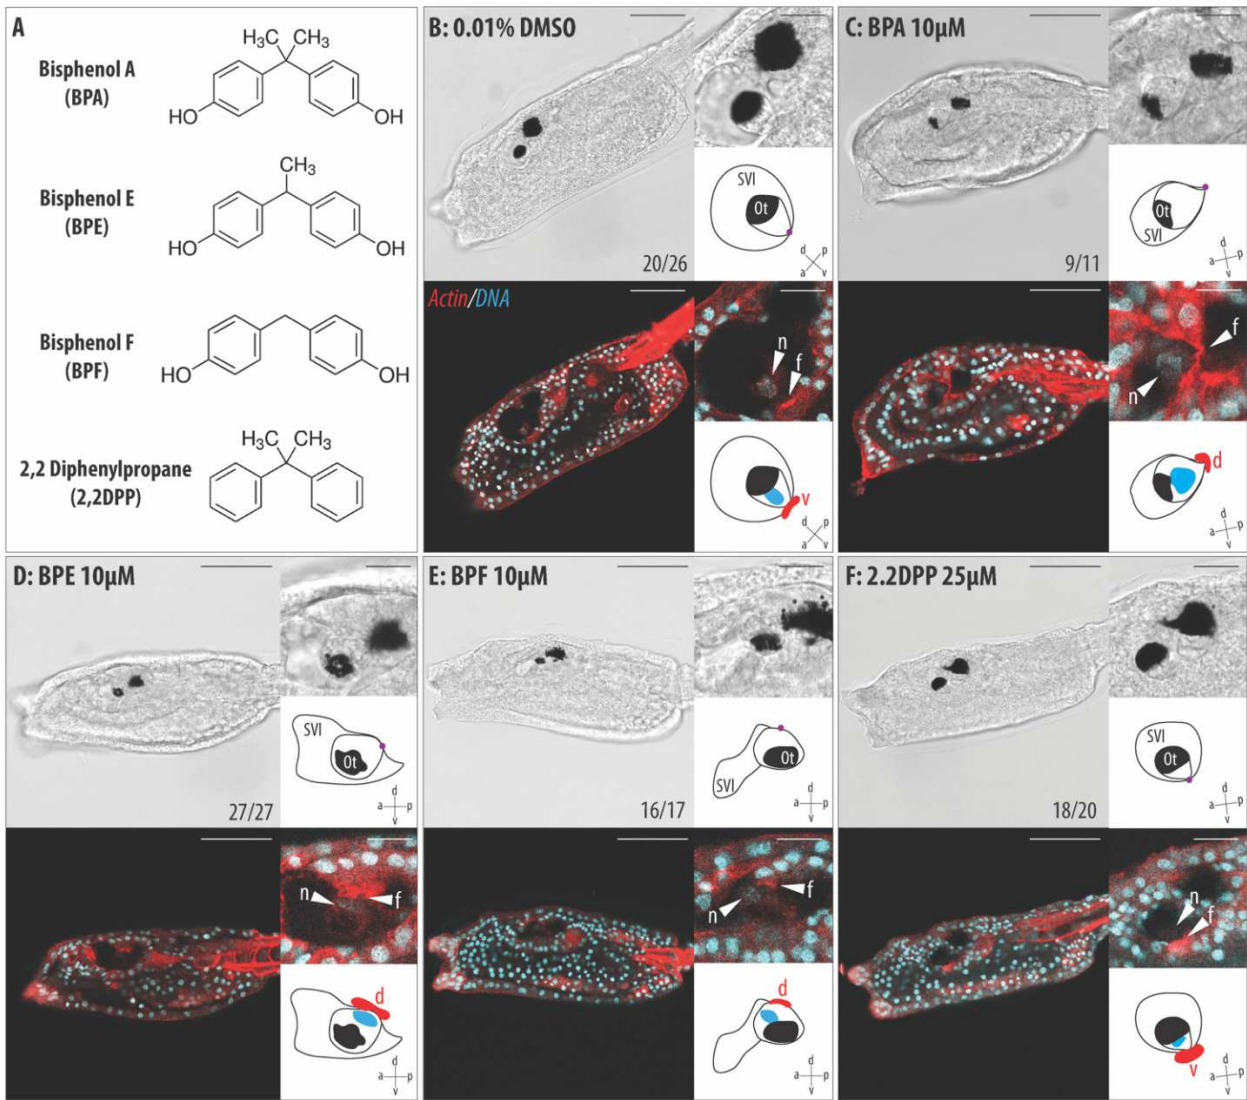 A
H₃C CH₃
Bisphenol A
(BPA)
HO OH
CH₃
Bisphenol E
(BPE)
HO OH
Bisphenol F
(BPF)
HO OH
H₃C CH₃
2,2 Diphenylpropane
(2,2DPP)
B: 0.01% DMSO
SVI
Ot
20/26
d p
a v
Actin/DNA
n
f
v
d p
a v
C: BPA 10µM
Ot
SVI
9/11
d
a p
v
f
n
d
d
a p
v
D: BPE 10µM
SVI
Ot
27/27
d
a p
v
n
f
d
d
a p
v
E: BPF 10µM
Ot
SVI
16/17
d
a p
v
n
f
d
d
a p
v
F: 2.2DPP 25µM
SVI
Ot
18/20
d
a p
v
n
f
v
d
a p
v